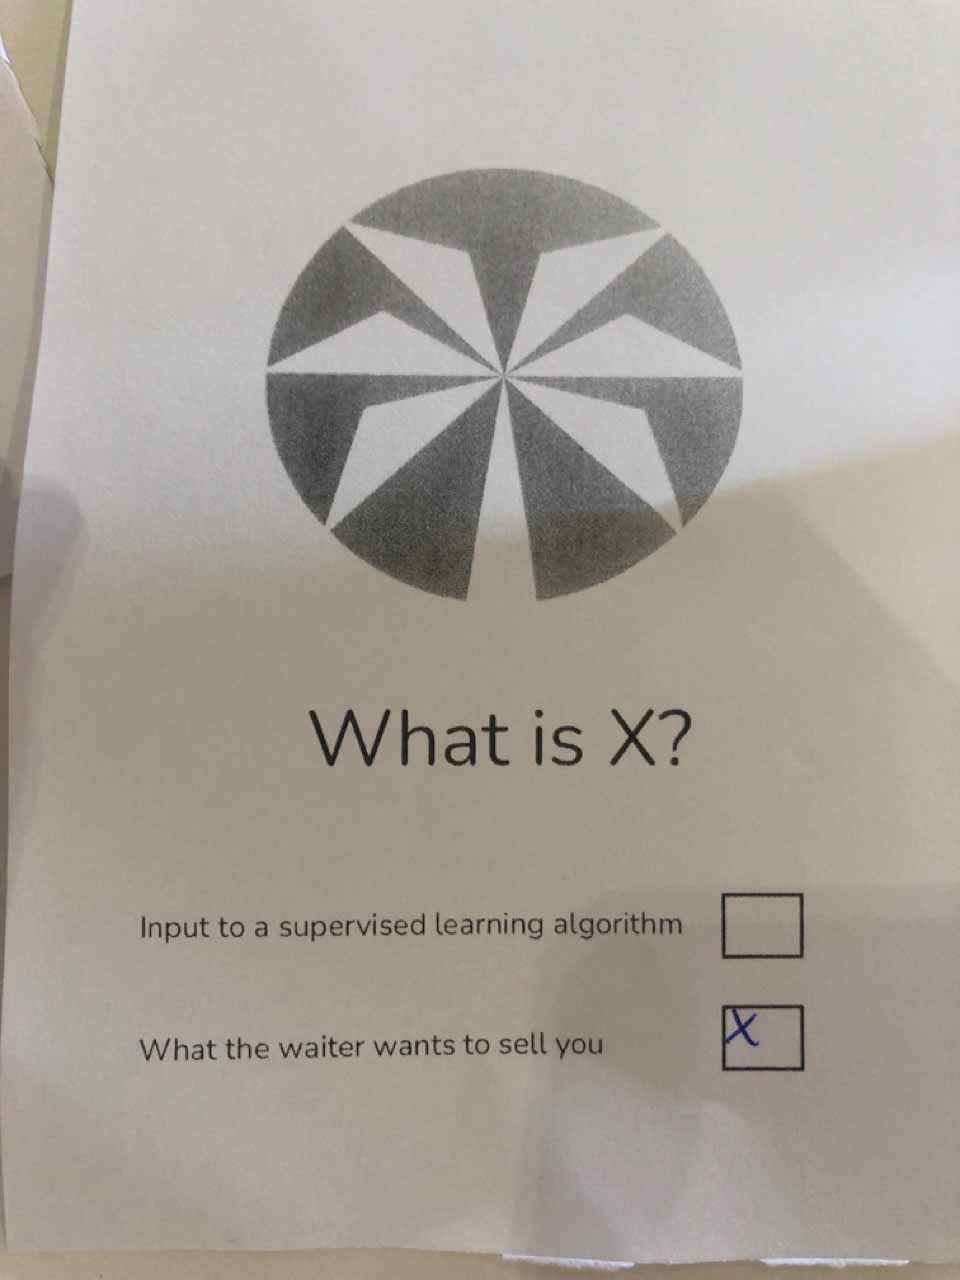 What is X?
Input to a supervised learning algorithm
What the waiter wants to sell you X